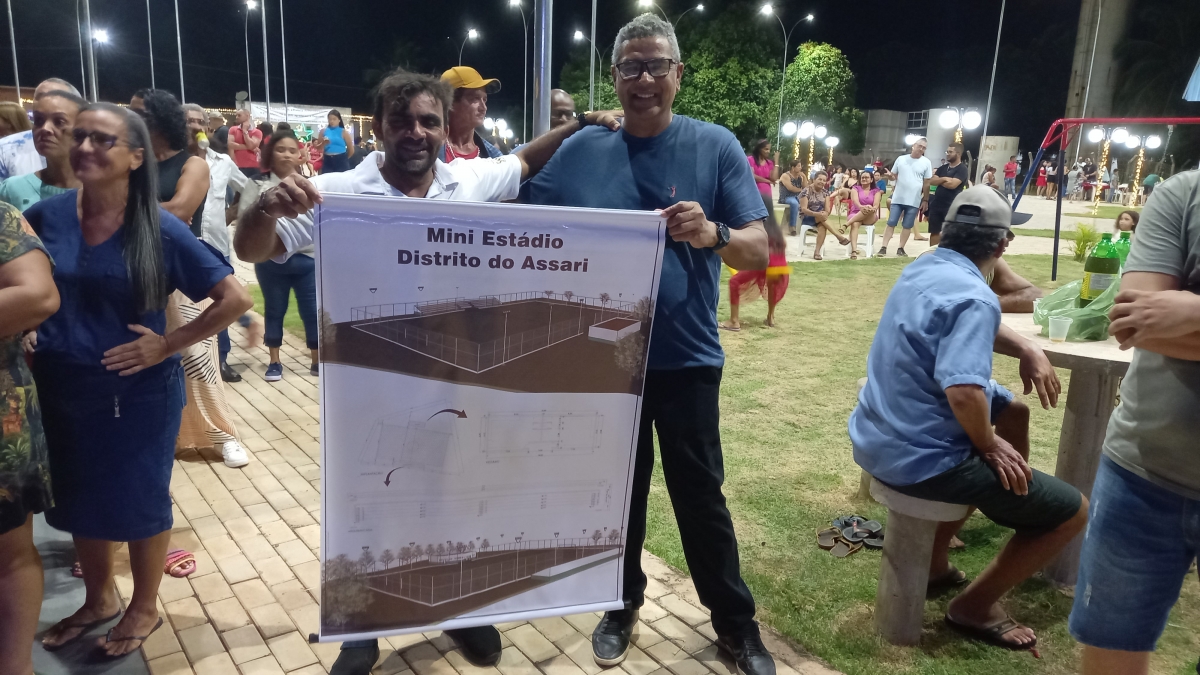 Mini Estádio
Distrito do Assari